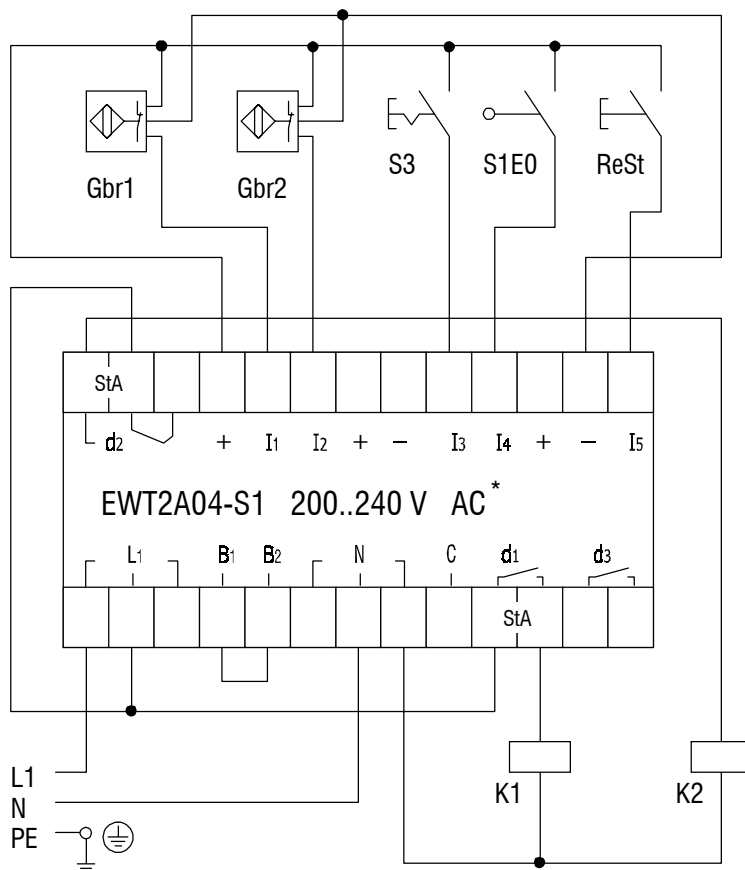 S3 S1E0 ReSt
Gbr1 Gbr2
StA
d2 + I1 I2 + − I3 I4 + − I5
EWT2A04-S1 200..240 V AC*
L1 B1 B2 N C d1 d3
StA
L1
K1 K2
N
PE